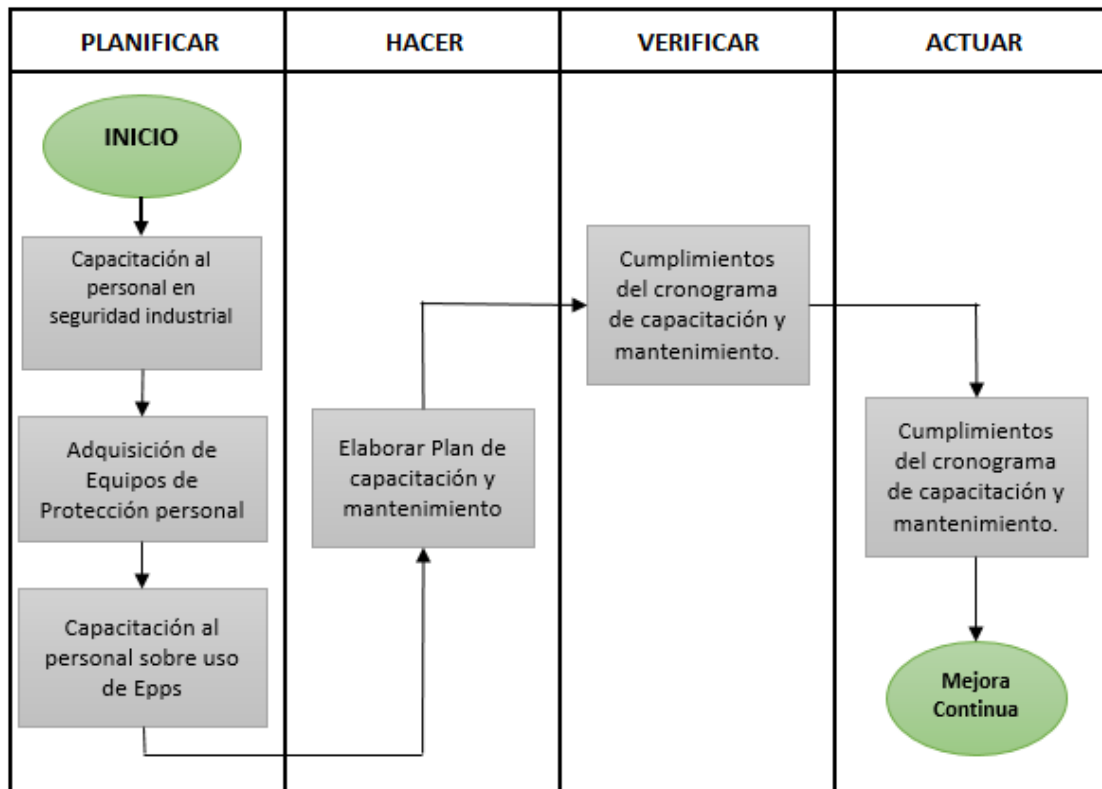 PLANIFICAR
HACER
VERIFICAR
ACTUAR
INICIO
Capacitación al
personal en
seguridad industrial
Adquisición de
Equipos de
Protección personal
Capacitación al
personal sobre uso
de Epps
Elaborar Plan de
capacitación y
mantenimiento
Cumplimientos
del cronograma
de capacitación y
mantenimiento.
Cumplimientos
del cronograma
de capacitación y
mantenimiento.
Mejora
Continua